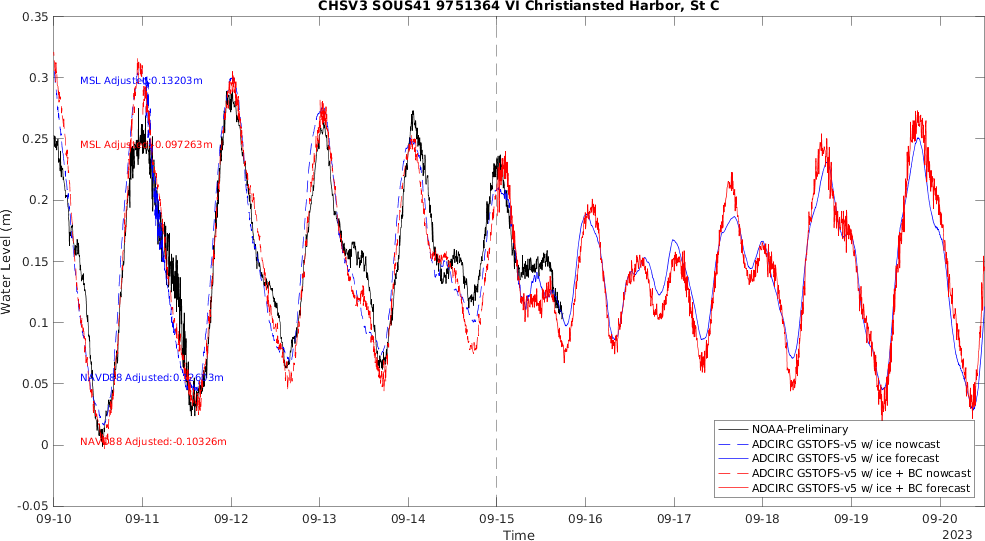 CHSV3 SOUS41 9751364 VI Christiansted Harbor, St C
0.35
0.3
0.25
0.2
0.15
0.1
0.05
0
-0.05
Water Level (m)
MSL Adjusted:0.13203m
MSL Adjusted: 0.097263m
NAVD88
NAVD88 Adjusted:-0.10326m
NOAA-Preliminary
ADCIRC GSTOFS-v5 w/ ice nowcast
ADCIRC GSTOFS-v5 w/ ice forecast
ADCIRC GSTOFS-v5 w/ ice + BC nowcast
ADCIRC GSTOFS-v5 w/ ice + BC forecast
09-10 09-11 09-12 09-13 09-14 09-15 09-16 09-17 09-18 09-19 09-20
2023
Time